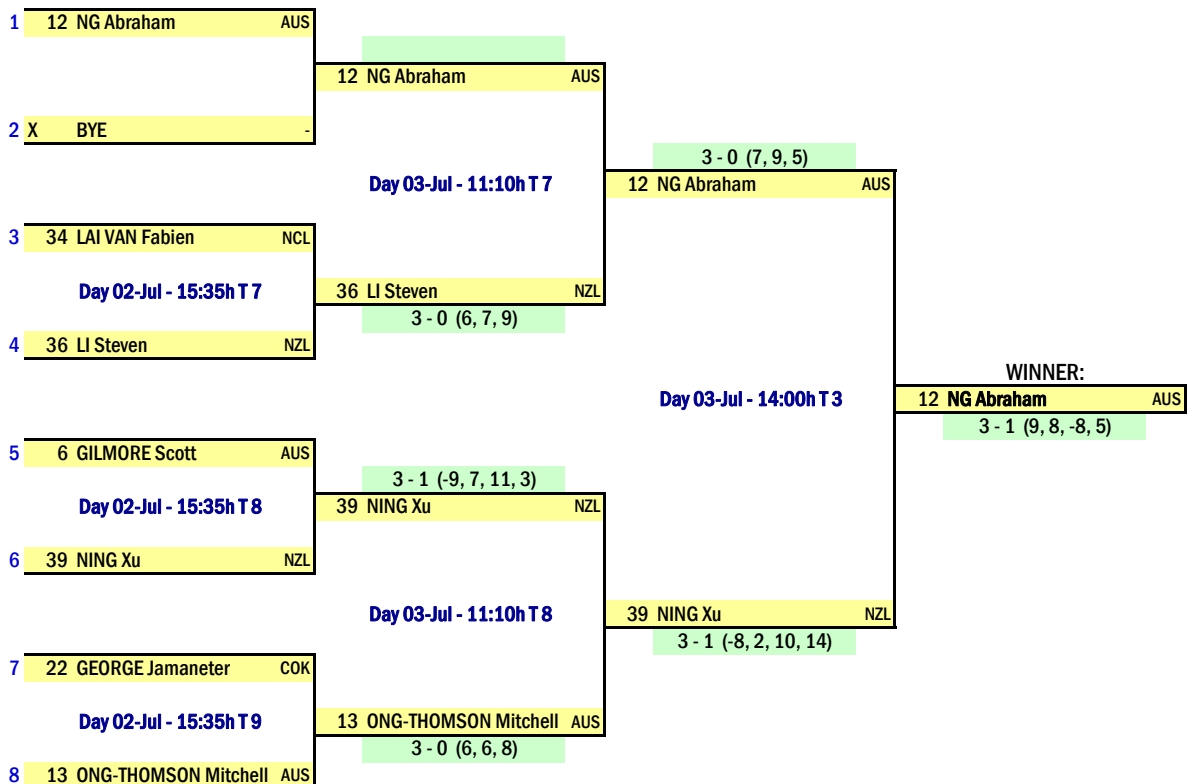 1 12 NG Abraham AUS
12 NG Abraham AUS
2 X BYE -
3 - 0 (7, 9, 5)
Day 03-Jul - 11:10h T 7
12 NG Abraham AUS
3 34 LAI VAN Fabien NCL
Day 02-Jul - 15:35h T 7
36 LI Steven NZL
3 - 0 (6, 7, 9)
4 36 LI Steven NZL
WINNER:
Day 03-Jul - 14:00h T 3
12 NG Abraham AUS
3 - 1 (9, 8, -8, 5)
5 6 GILMORE Scott AUS
3 - 1 (-9, 7, 11, 3)
Day 02-Jul - 15:35h T 8
39 NING Xu NZL
6 39 NING Xu NZL
Day 03-Jul - 11:10h T 8
39 NING Xu NZL
3 - 1 (-8, 2, 10, 14)
7 22 GEORGE Jamaneter COK
Day 02-Jul - 15:35h T 9
13 ONG-THOMSON Mitchell AUS
3 - 0 (6, 6, 8)
8 13 ONG-THOMSON Mitchell AUS